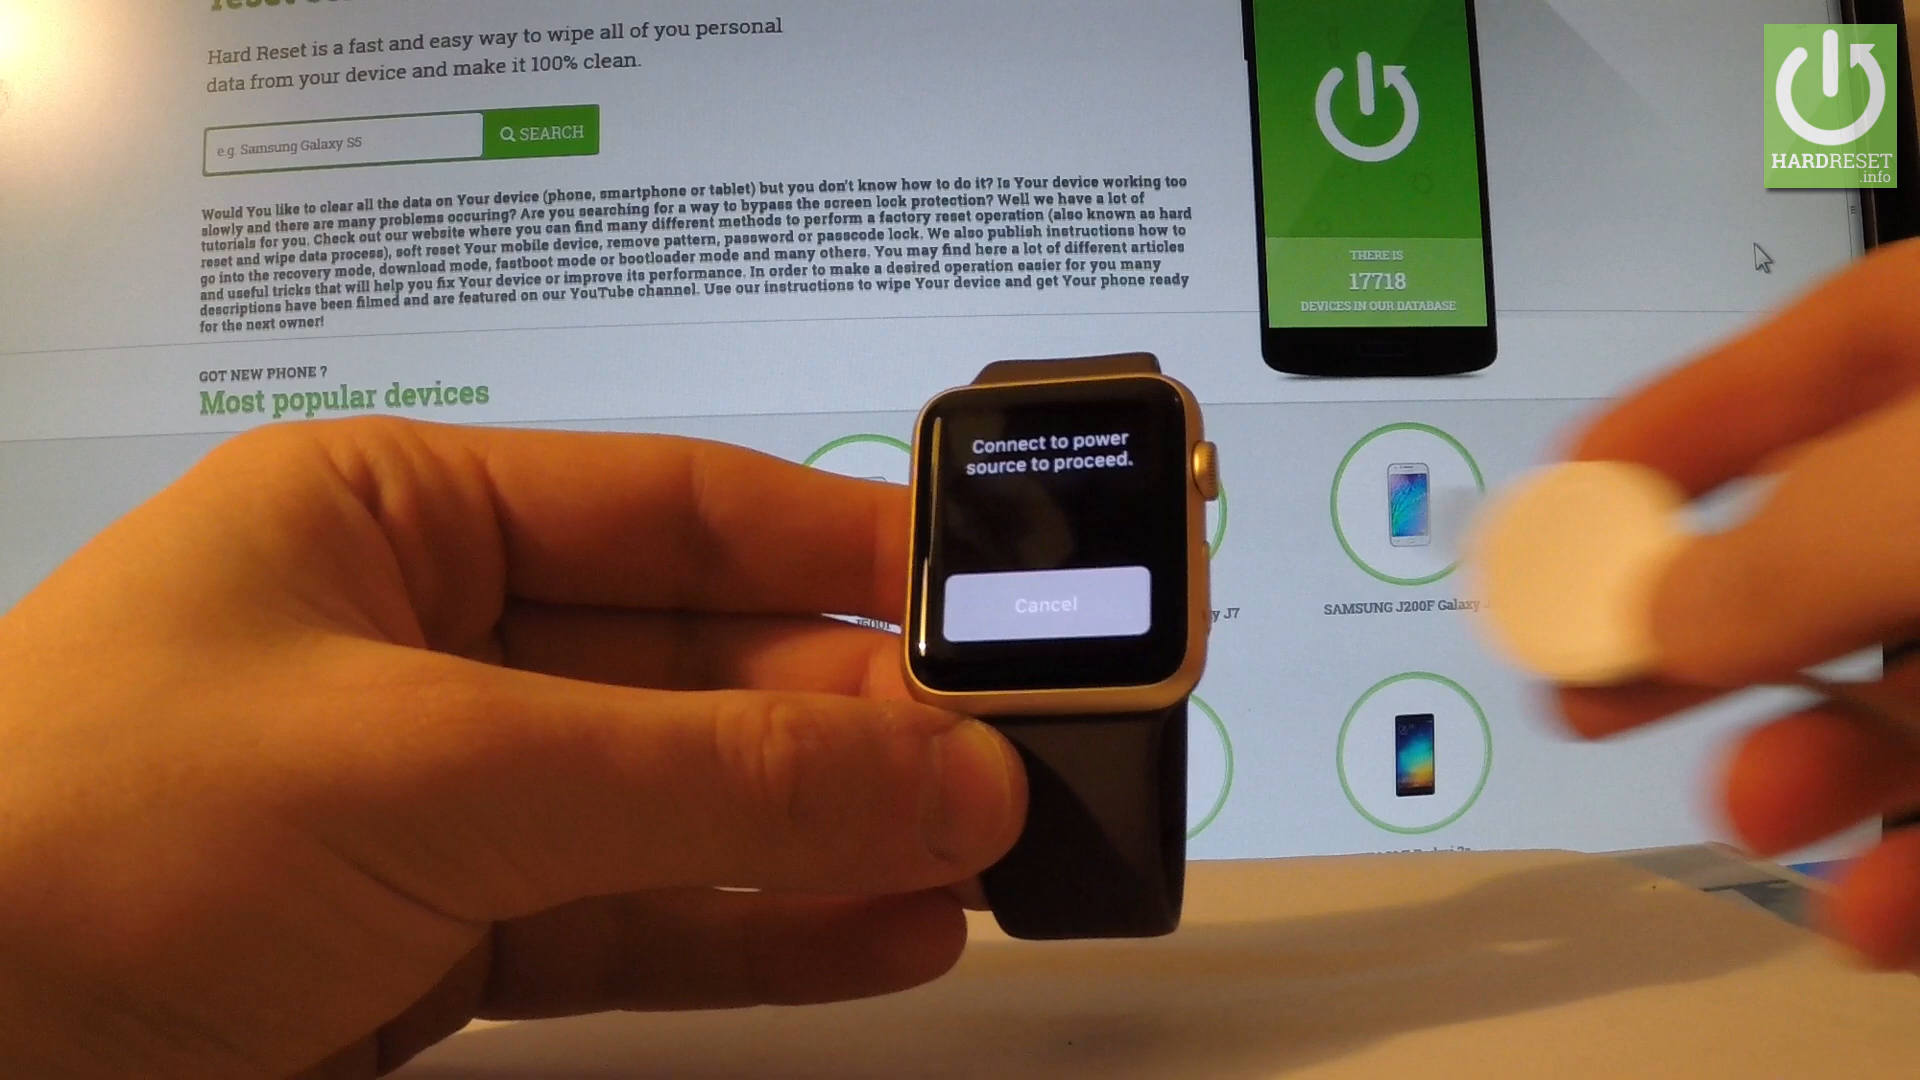 Hard Reset is a fast and easy way to wipe all of you personal
data from your device and make it 100% clean.
e.g. Samsung Galaxy S5
SEARCH
Would You like to clear all the data on Your device (phone, smartphone or tablet) but you don't know how to do it? Is Your device working too
slowly and there are many problems occuring? Are you searching for a way to bypass the screen lock protection? Well we have a lot of
tutorials for you. Check out our website where you can find many different methods to perform a factory reset operation (also known as hard
reset and wipe data process), soft reset Your mobile device, remove pattern, password or passcode lock. We also publish instructions how to
go into the recovery mode, download mode, fastboot mode or bootloader mode and many others. You may find here a lot of different articles
and useful tricks that will help you fix Your device or improve its performance. In order to make a desired operation easier for you many
descriptions have been filmed and are featured on our YouTube channel. Use our instructions to wipe Your device and get Your phone ready
for the next owner!
THERE IS
17718
DEVICES IN OUR DATABASE
HARDRESET
.info
GOT NEW PHONE ?
Most popular devices
Connect to power
source to proceed.
Cancel
J7
SAMSUNG J200F Galaxy